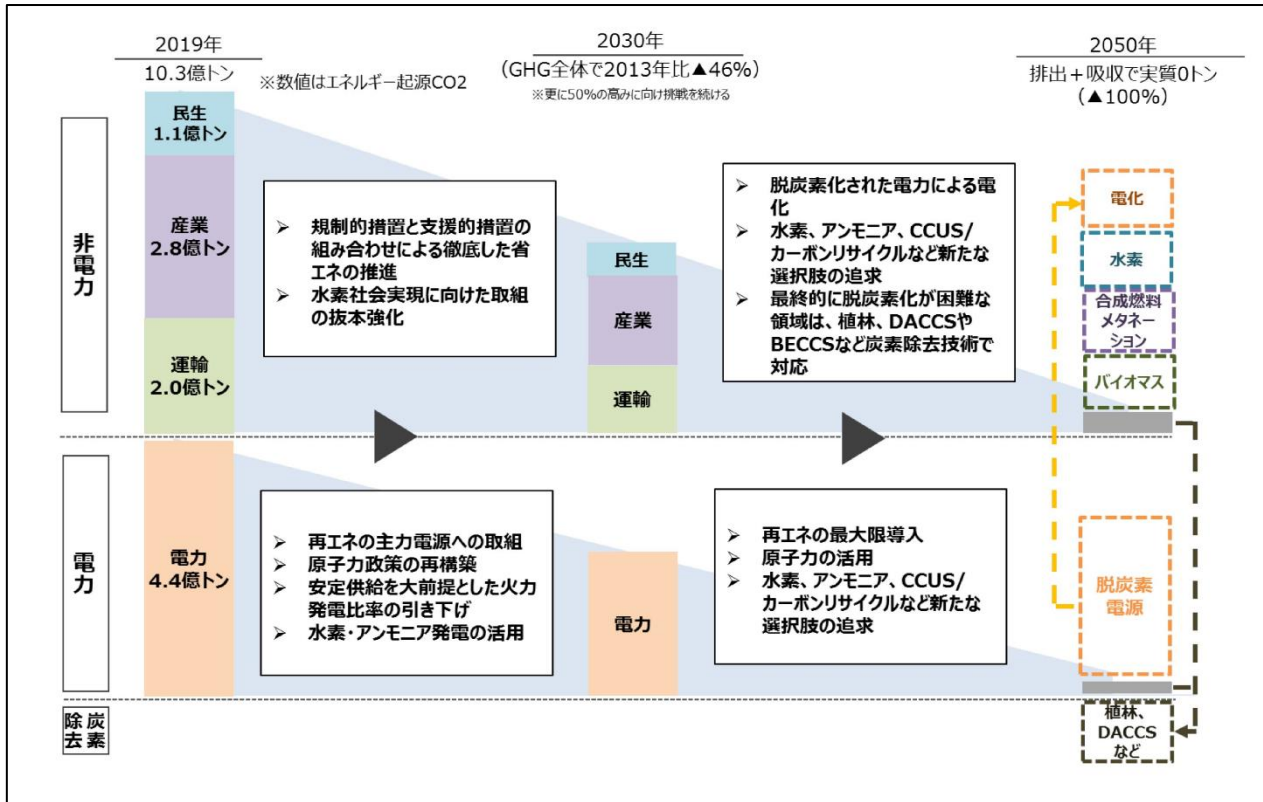 2019年
10.3億トン
※数値はエネルギー起源CO2
2030年
(GHG全体で2013年比▲46%)
※更に50%の高みに向け挑戦を続ける
2050年
排出+吸収で実質0トン
(▲100%)
非電力
民生
1.1億トン
産業
2.8億トン
運輸
2.0億トン
➢ 規制的措置と支援的措置の
組み合わせによる徹底した省
エネの推進
➢ 水素社会実現に向けた取組
の抜本強化
民生
産業
運輸
➢ 脱炭素化された電力による電
化
➢ 水素、アンモニア、CCUS/
カーボンリサイクルなど新たな
選択肢の追求
➢ 最終的に脱炭素化が困難な
領域は、植林、DACCSや
BECCSなど炭素除去技術で
対応
電化
水素
合成燃料
メタネー
ション
バイオマス
電力
電力
4.4億トン
➢ 再エネの主力電源への取組
➢ 原子力政策の再構築
➢ 安定供給を大前提とした火力
発電比率の引き下げ
➢ 水素・アンモニア発電の活用
電力
➢ 再エネの最大限導入
➢ 原子力の活用
➢ 水素、アンモニア、CCUS/
カーボンリサイクルなど新たな
選択肢の追求
脱炭素
電源
炭素
除去
植林、
DACCS
など